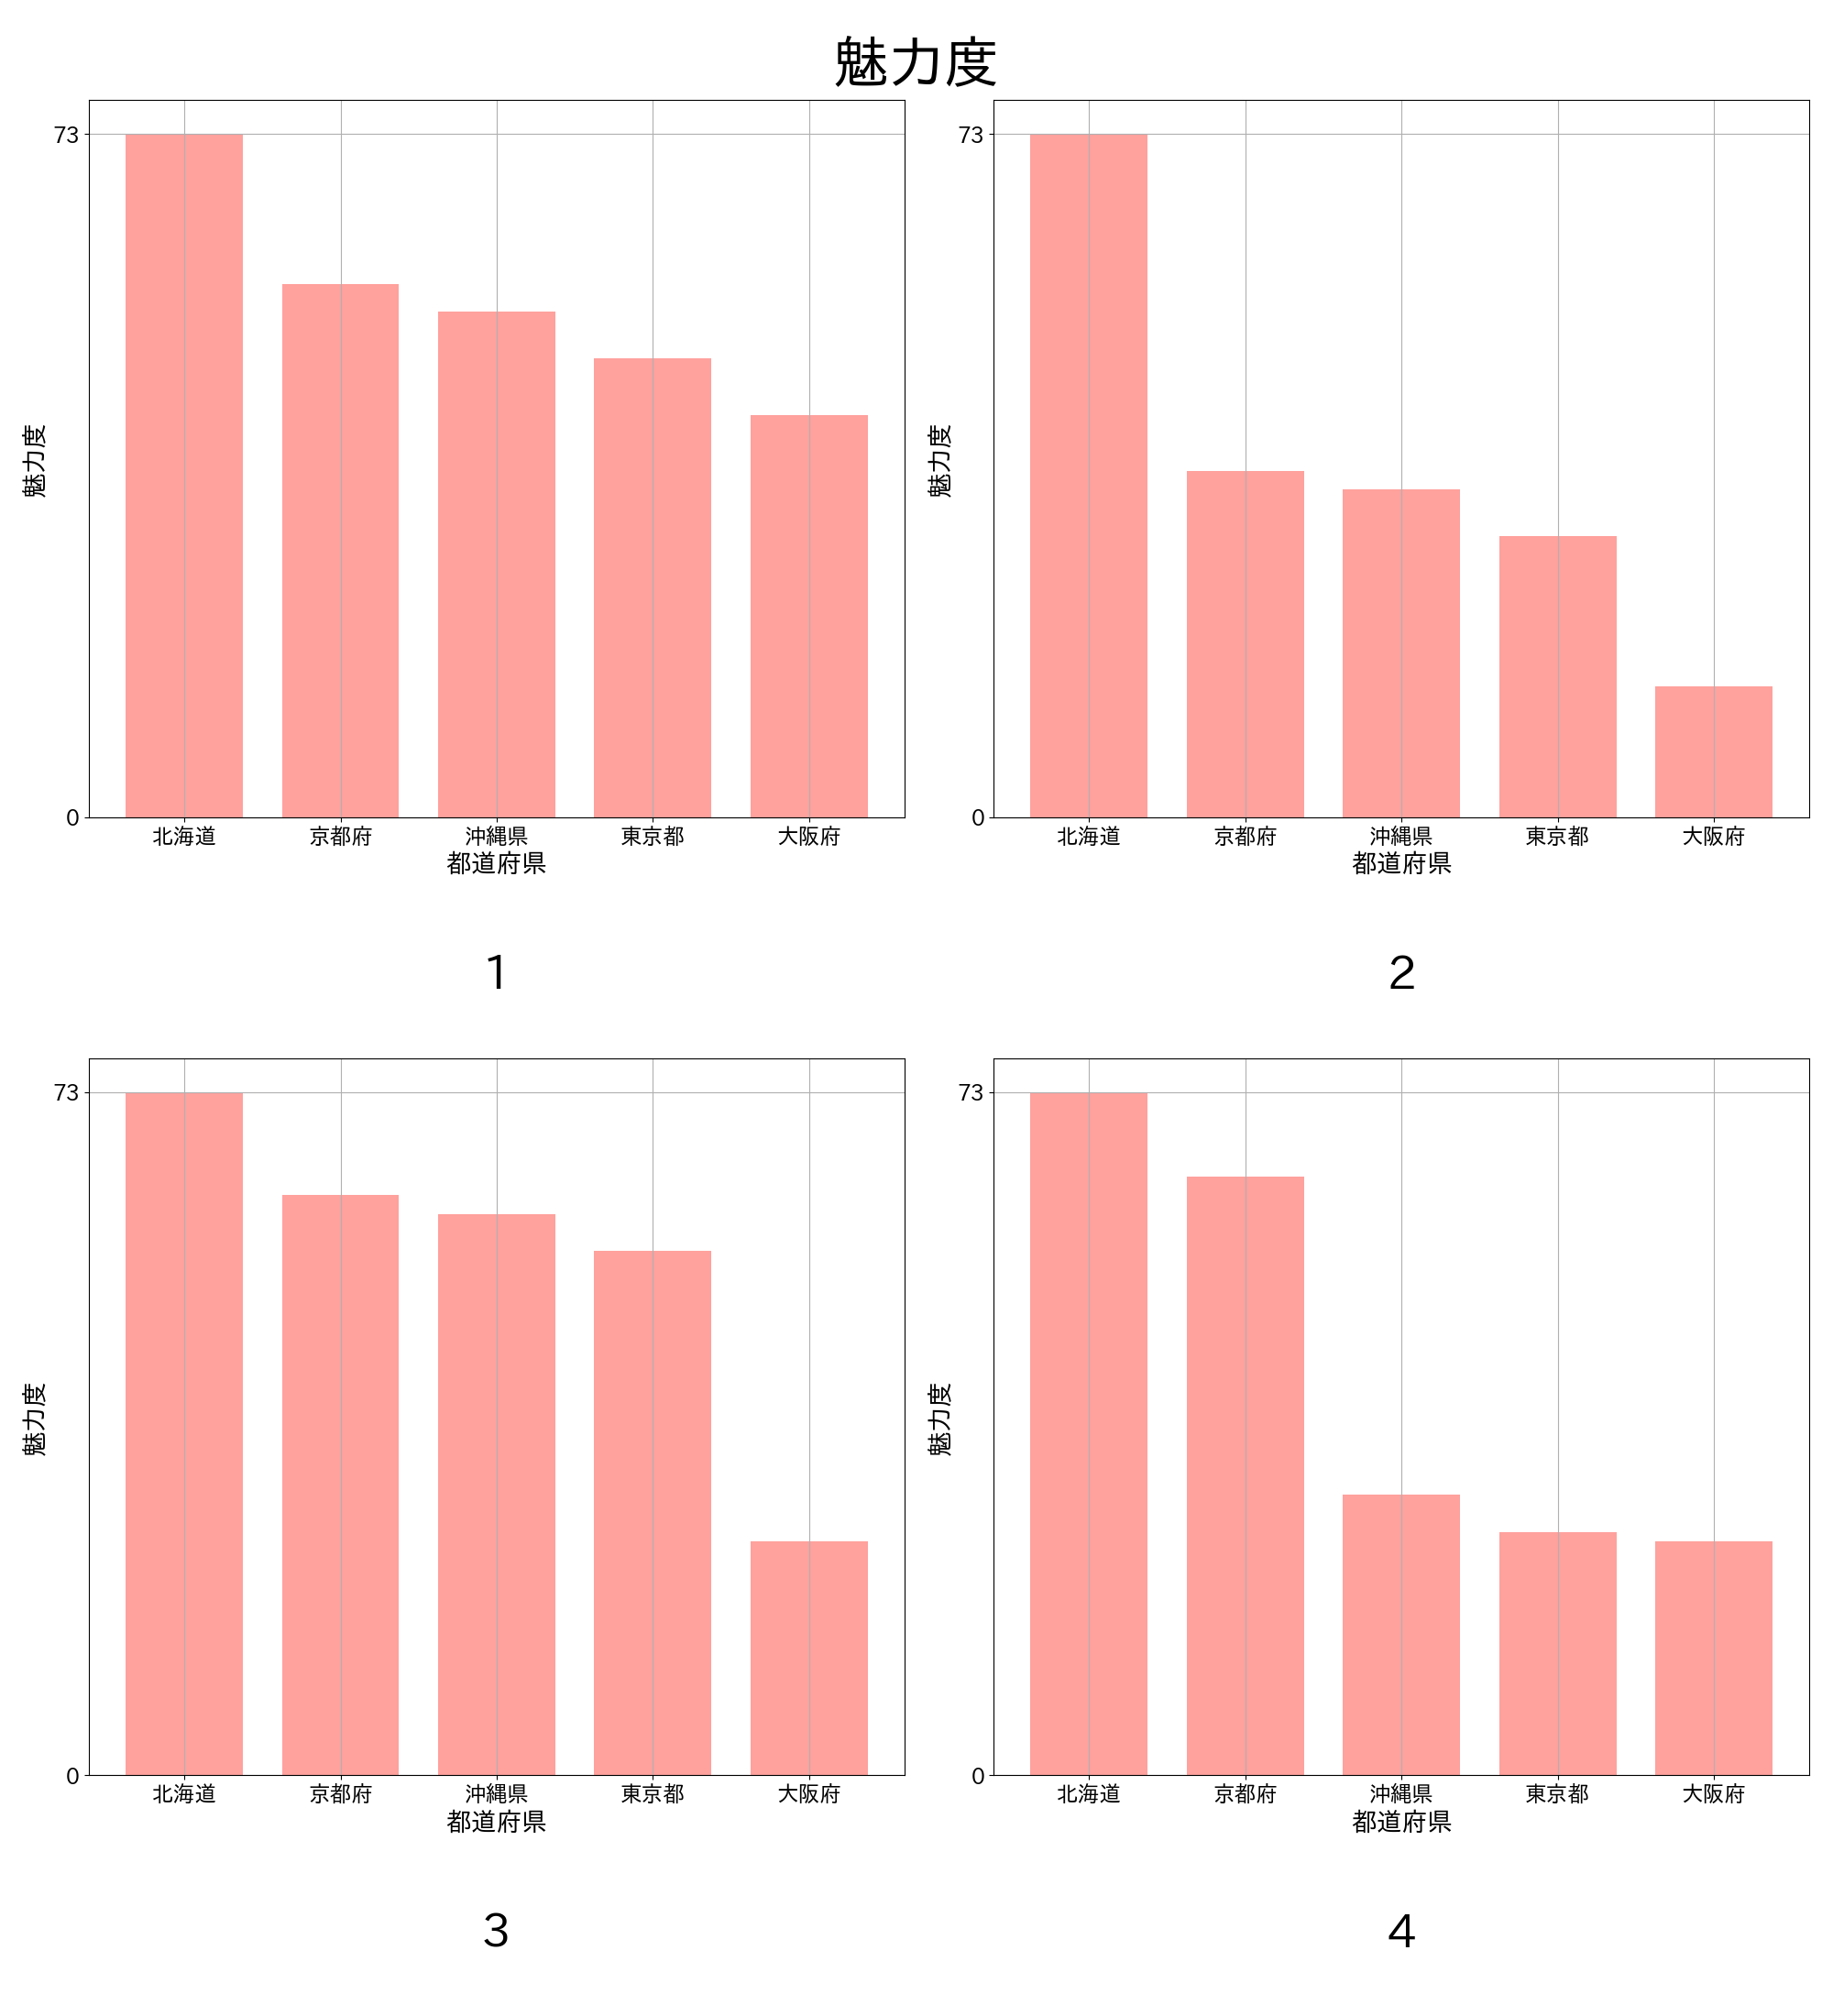 魅力度
73
0
魅力度
北海道 京都府 沖縄県 東京都 大阪府
都道府県
1
73
0
魅力度
北海道 京都府 沖縄県 東京都 大阪府
都道府県
2
73
0
魅力度
北海道 京都府 沖縄県 東京都 大阪府
都道府県
3
73
0
魅力度
北海道 京都府 沖縄県 東京都 大阪府
都道府県
4